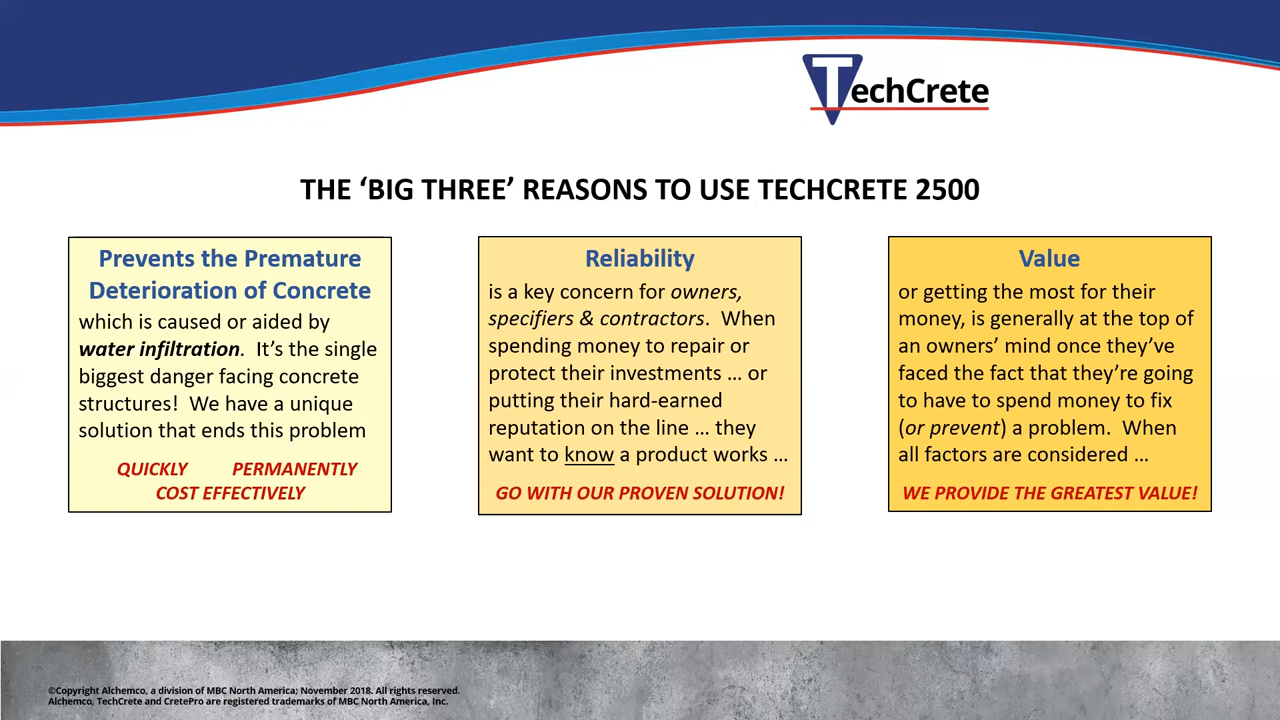 TechCrete
THE ‘BIG THREE’ REASONS TO USE TECHCRETE 2500
Prevents the Premature
Deterioration of Concrete
which is caused or aided by
water infiltration.  It’s the single
biggest danger facing concrete
structures!  We have a unique
solution that ends this problem
QUICKLY PERMANENTLY
COST EFFECTIVELY
Reliability
is a key concern for owners,
specifiers & contractors.  When
spending money to repair or
protect their investments … or
putting their hard-earned
reputation on the line … they
want to know a product works …
GO WITH OUR PROVEN SOLUTION!
Value
or getting the most for their
money, is generally at the top of
an owners’ mind once they’ve
faced the fact that they’re going
to have to spend money to fix
(or prevent) a problem.  When
all factors are considered …
WE PROVIDE THE GREATEST VALUE!
©Copyright Alchemco, a division of MBC North America; November 2018. All rights reserved.
Alchemco, TechCrete and CretePro are registered trademarks of MBC North America, Inc.